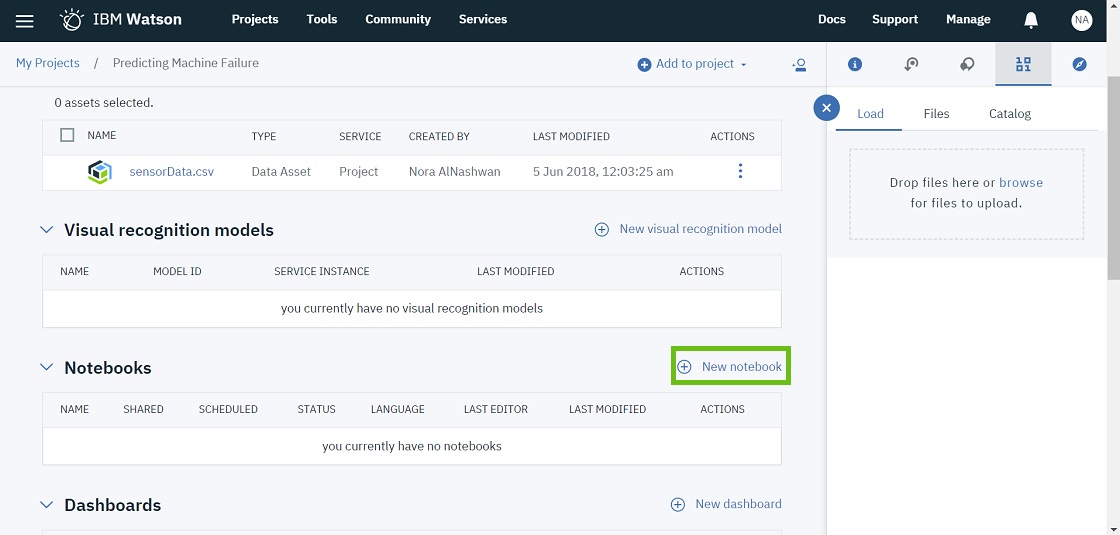 IBM Watson Projects Tools Community Services Docs Support Manage NA
My Projects / Predicting Machine Failure Add to project
0 assets selected.
NAME TYPE SERVICE CREATED BY LAST MODIFIED ACTIONS
sensorData.csv Data Asset Project Nora AlNashwan 5 Jun 2018, 12:03:25 am
Visual recognition models New visual recognition model
NAME MODEL ID SERVICE INSTANCE LAST MODIFIED ACTIONS
you currently have no visual recognition models
Notebooks New notebook
NAME SHARED SCHEDULED STATUS LANGUAGE LAST EDITOR LAST MODIFIED ACTIONS
you currently have no notebooks
Dashboards New dashboard
Load Files Catalog
Drop files here or browse
for files to upload.